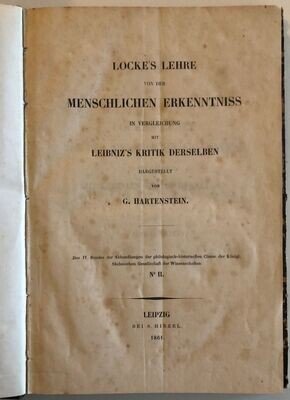 LOCKE'S LEHRE
VON DER
MENSCHLICHEN ERKENNTNISS
IN VERGLEICHUNG
MIT
LEIBNIZ'S KRITIK DERSELBEN
DARGESTELLT
VON
G. HARTENSTEIN.
Des IV. Bandes der Abhandlungen der philologisch-historischen Classe der Königl.
Sächsischen Gesellschaft der Wissenschaften
No II.
LEIPZIG
BEI S. HIRZEL.
1861.